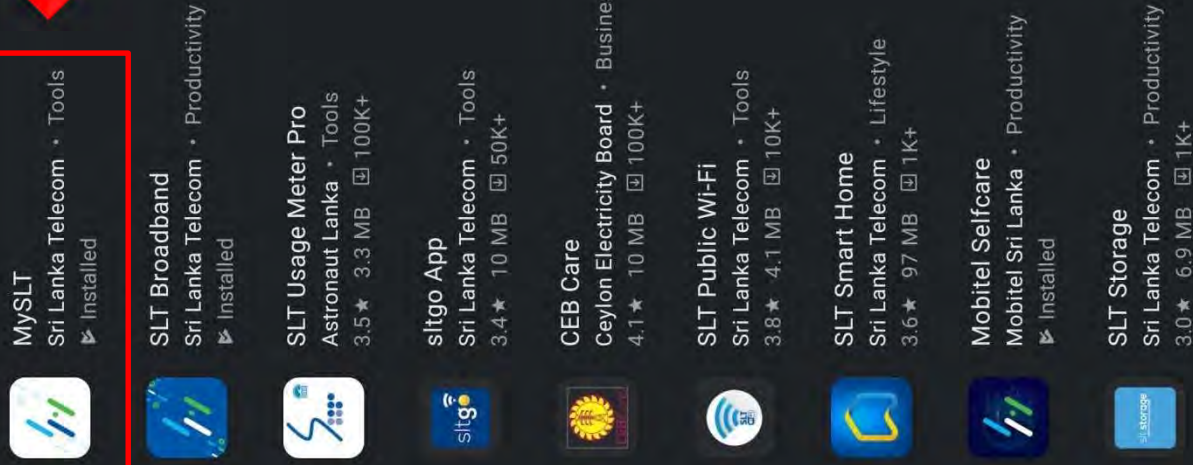 MySLT
Sri Lanka Telecom • Tools
Installed
SLT Broadband
Sri Lanka Telecom • Productivity
Installed
SLT Usage Meter Pro
Astronaut Lanka • Tools
3.5★ 3.3 MB 100K+
sltgo
sltgo App
Sri Lanka Telecom • Tools
3.4★ 10 MB 50K+
CEB Care
Ceylon Electricity Board • Busine
4.1★ 10 MB 100K+
SLT Public Wi-Fi
Sri Lanka Telecom • Tools
3.8★ 4.1 MB 10K+
SLT Smart Home
Sri Lanka Telecom • Lifestyle
3.6★ 97 MB 1K+
Mobitel Selfcare
Mobitel Sri Lanka • Productivity
Installed
slt storage
SLT Storage
Sri Lanka Telecom • Productivity
3.0★ 6.9 MB 1K+